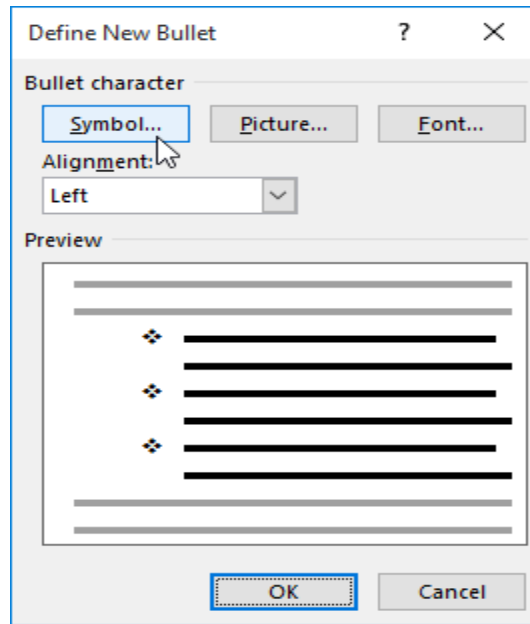 Define New Bullet ? ×
Bullet character
Symbol... Picture... Font...
Alignment:
Left
Preview
OK Cancel